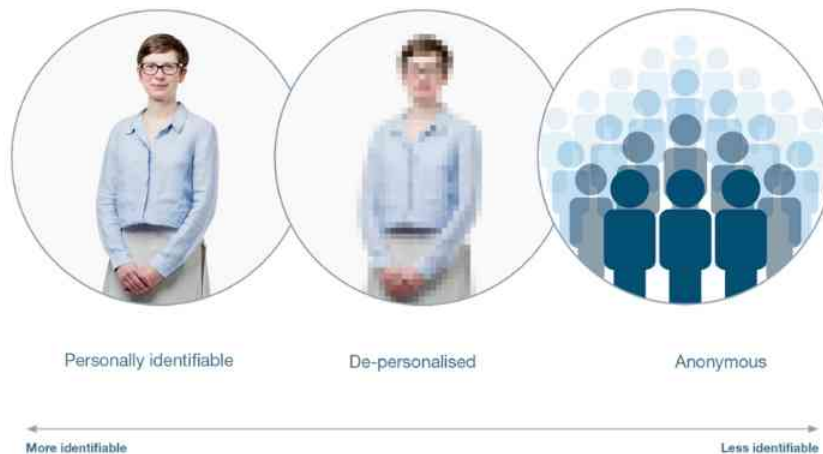 Personally identifiable
De-personalised
Anonymous
More identifiable
Less identifiable